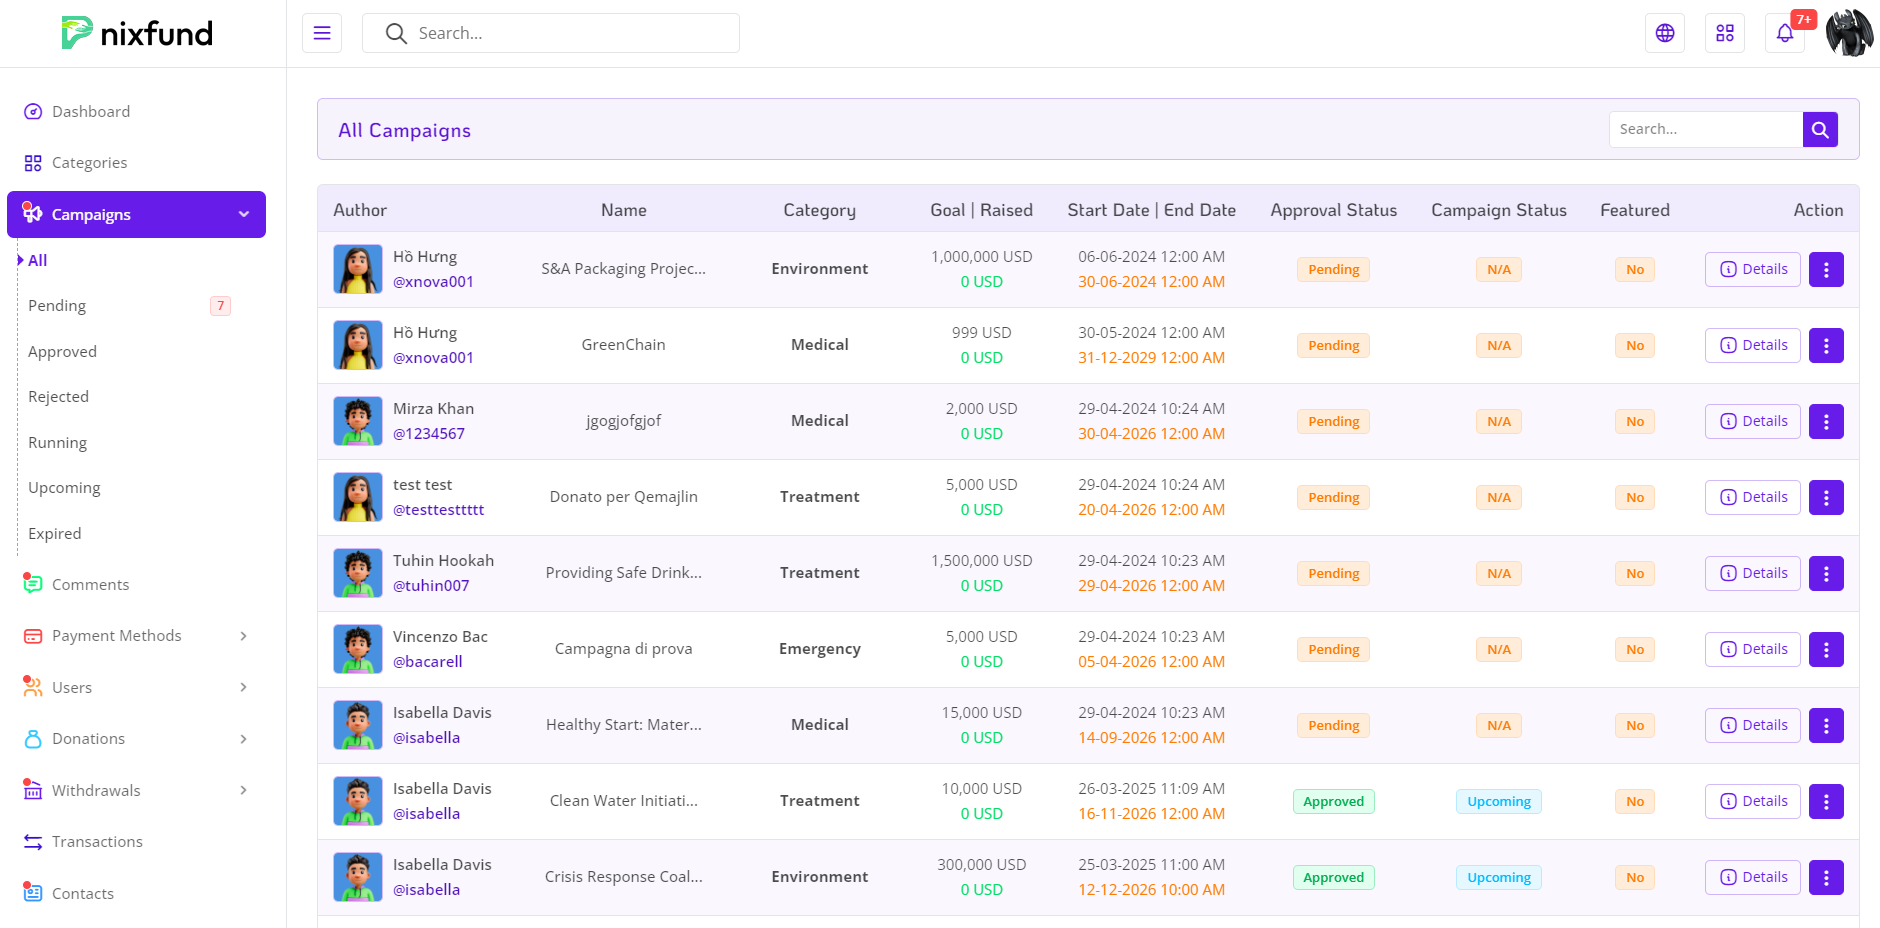 nixfund
Search...
7+
Dashboard
Categories
Campaigns
All
Pending 7
Approved
Rejected
Running
Upcoming
Expired
Comments
Payment Methods
Users
Donations
Withdrawals
Transactions
Contacts
All Campaigns
Search...
Author Name Category Goal | Raised Start Date | End Date Approval Status Campaign Status Featured Action
Hồ Hưng 1,000,000 USD 06-06-2024 12:00 AM
S&A Packaging Projec... Environment Pending N/A No Details
@xnova001 0 USD 30-06-2024 12:00 AM
Hồ Hưng 999 USD 30-05-2024 12:00 AM
GreenChain Medical Pending N/A No Details
@xnova001 0 USD 31-12-2029 12:00 AM
Mirza Khan 2,000 USD 29-04-2024 10:24 AM
jgogjofgjof Medical Pending N/A No Details
@1234567 0 USD 30-04-2026 12:00 AM
test test 5,000 USD 29-04-2024 10:24 AM
Donato per Qemajlin Treatment Pending N/A No Details
@testtesttttt 0 USD 20-04-2026 12:00 AM
Tuhin Hookah 1,500,000 USD 29-04-2024 10:23 AM
Providing Safe Drink... Treatment Pending N/A No Details
@tuhin007 0 USD 29-04-2026 12:00 AM
Vincenzo Bac 5,000 USD 29-04-2024 10:23 AM
Campagna di prova Emergency Pending N/A No Details
@bacarell 0 USD 05-04-2026 12:00 AM
Isabella Davis 15,000 USD 29-04-2024 10:23 AM
Healthy Start: Mater... Medical Pending N/A No Details
@isabella 0 USD 14-09-2026 12:00 AM
Isabella Davis 10,000 USD 26-03-2025 11:09 AM
Clean Water Initiati... Treatment Approved Upcoming No Details
@isabella 0 USD 16-11-2026 12:00 AM
Isabella Davis 300,000 USD 25-03-2025 11:00 AM
Crisis Response Coal... Environment Approved Upcoming No Details
@isabella 0 USD 12-12-2026 10:00 AM